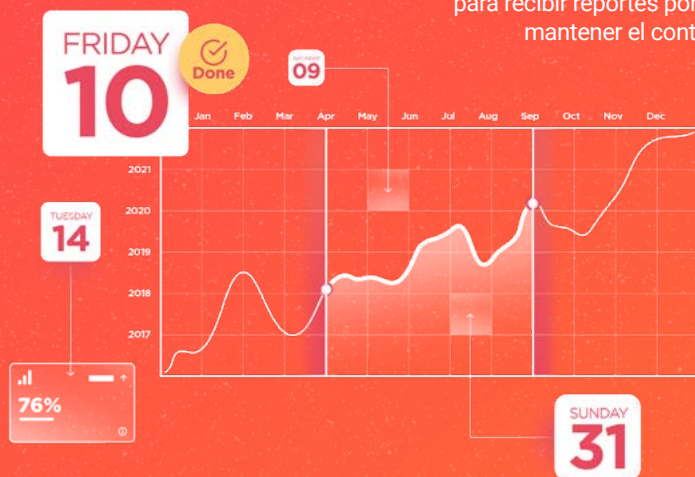 para recibir reportes por
mantener el cont
FRIDAY
10
Done
09
Jan Feb Mar Apr May Jun Jul Aug Sep Oct Nov Dec
2021
2020
2019
2018
2017
TUESDAY
14
76%
SUNDAY
31